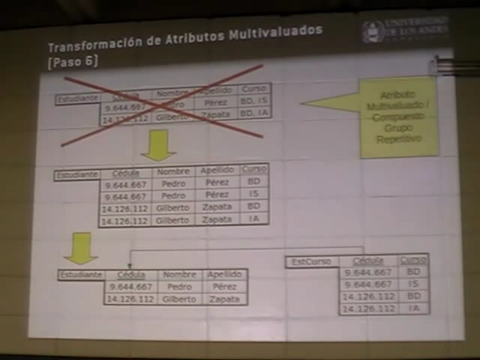 Transformación de Atributos Multivaluados
[Paso 6]
UNIVERSIDAD
DE LOS ANDES
Estudiante Cédula Nombre Apellido Curso
9.644.667 Pedro Pérez BD, IS
14.126.112 Gilberto Zapata BD, IA
Atributo
Multivaluado /
Compuesto
Grupo
Repetitivo
Estudiante Cédula Nombre Apellido Curso
9.644.667 Pedro Pérez BD
9.644.667 Pedro Pérez IS
14.126.112 Gilberto Zapata BD
14.126.112 Gilberto Zapata IA
Estudiante Cédula Nombre Apellido
9.644.667 Pedro Pérez
14.126.112 Gilberto Zapata
EstCurso Cédula Curso
9.644.667 BD
9.644.667 IS
14.126.112 BD
14.126.112 IA